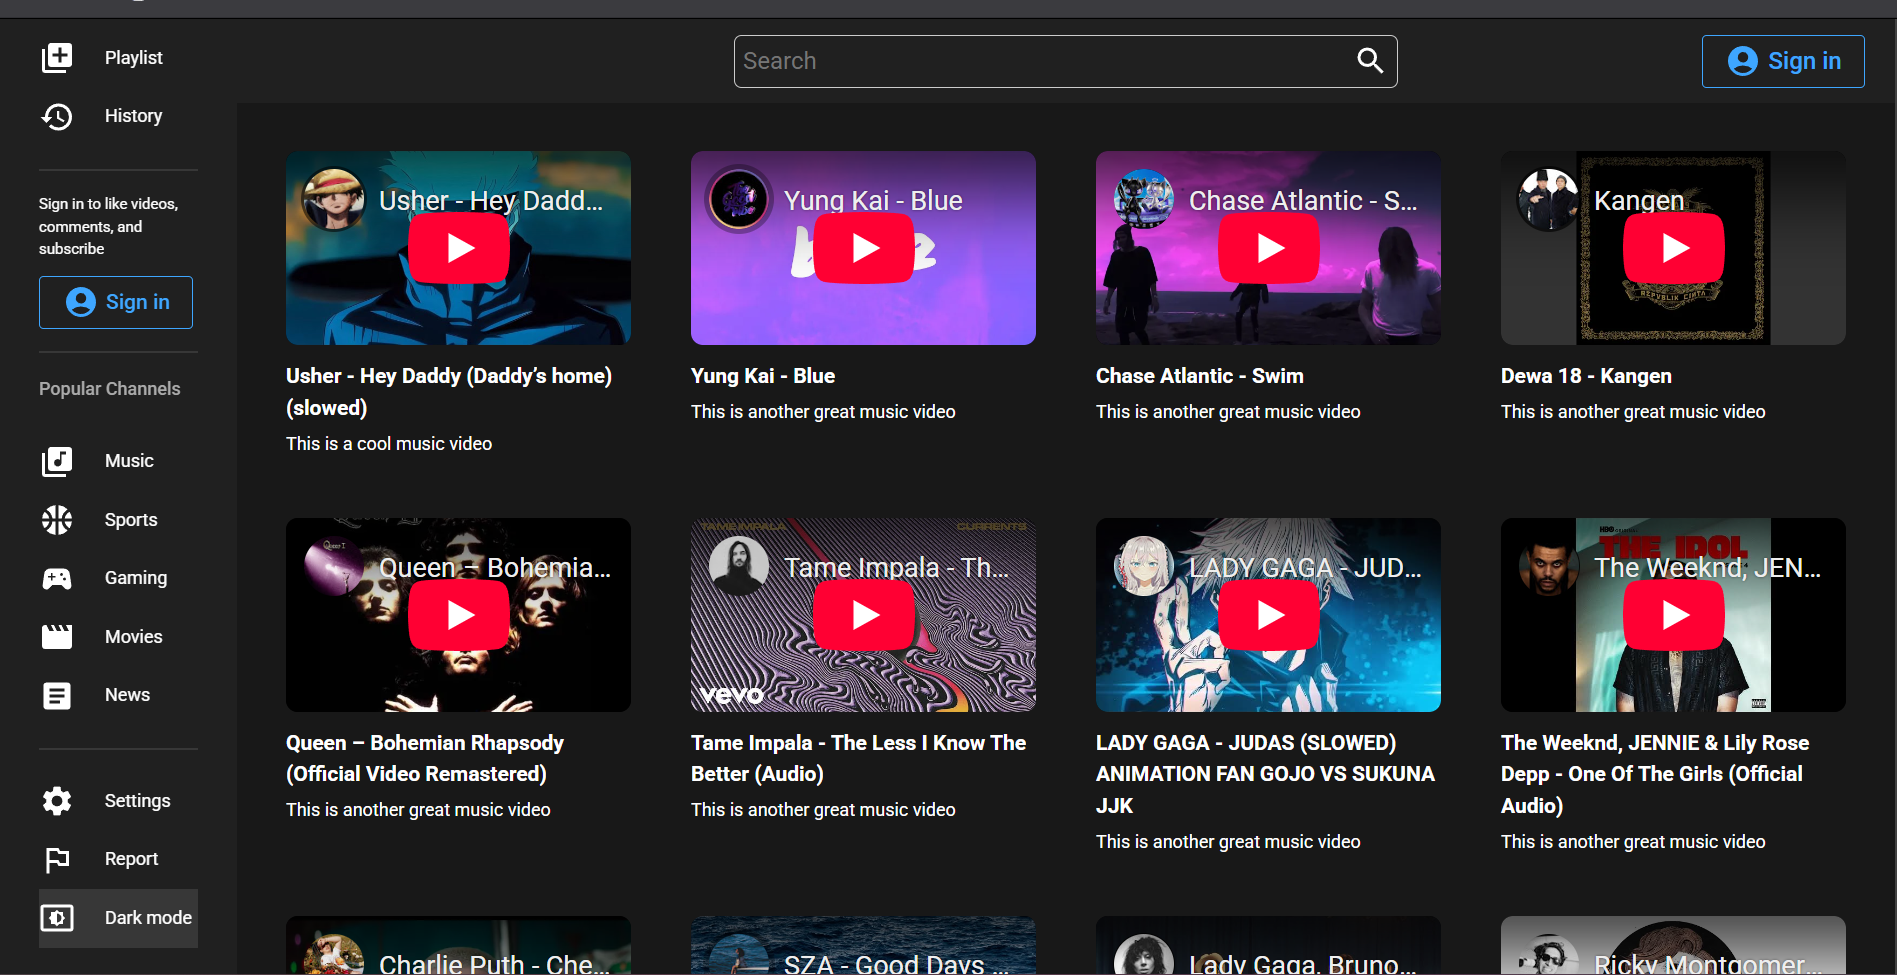 Playlist
Search
Sign in
History
Usher - Hey Dadd...
Yung Kai - Blue
Chase Atlantic - S...
Kangen
Sign in to like videos,
comments, and
subscribe
Sign in
REPVBLIK CINTA
Usher - Hey Daddy (Daddy’s home)
(slowed)
This is a cool music video
Yung Kai - Blue
This is another great music video
Chase Atlantic - Swim
This is another great music video
Dewa 18 - Kangen
This is another great music video
Popular Channels
Music
Sports
Gaming
Movies
News
TAME IMPALA
CURRENTS
HBO
THE IDOL
Queen – Bohemia...
Tame Impala - Th...
LADY GAGA - JUD...
The Weeknd, JEN...
vevo
Queen – Bohemian Rhapsody
(Official Video Remastered)
This is another great music video
Tame Impala - The Less I Know The
Better (Audio)
This is another great music video
LADY GAGA - JUDAS (SLOWED)
ANIMATION FAN GOJO VS SUKUNA
JJK
This is another great music video
The Weeknd, JENNIE & Lily Rose
Depp - One Of The Girls (Official
Audio)
This is another great music video
Settings
Report
Dark mode
Charlie Puth - Che...
SZA - Good Days ...
Lady Gaga, Bruno...
Ricky Montgomer...